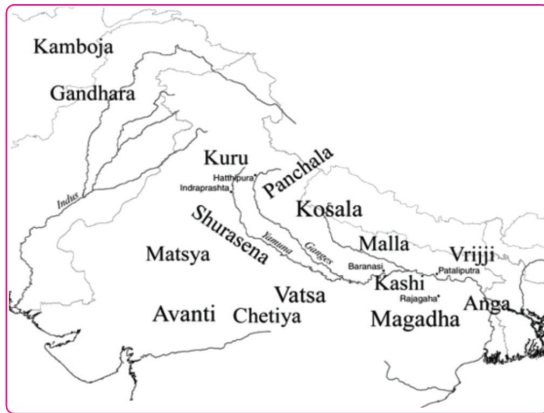 Kamboja
Gandhara
Kuru
Hatthipura
Indraprashta
Panchala
Indus
Kosala
Shurasena
Yamuna
Ganges
Malla
Matsya
Vrijji
Baranasi
Pataliputra
Kashi
Vatsa
Rajagaha
Anga
Avanti
Chetiya
Magadha